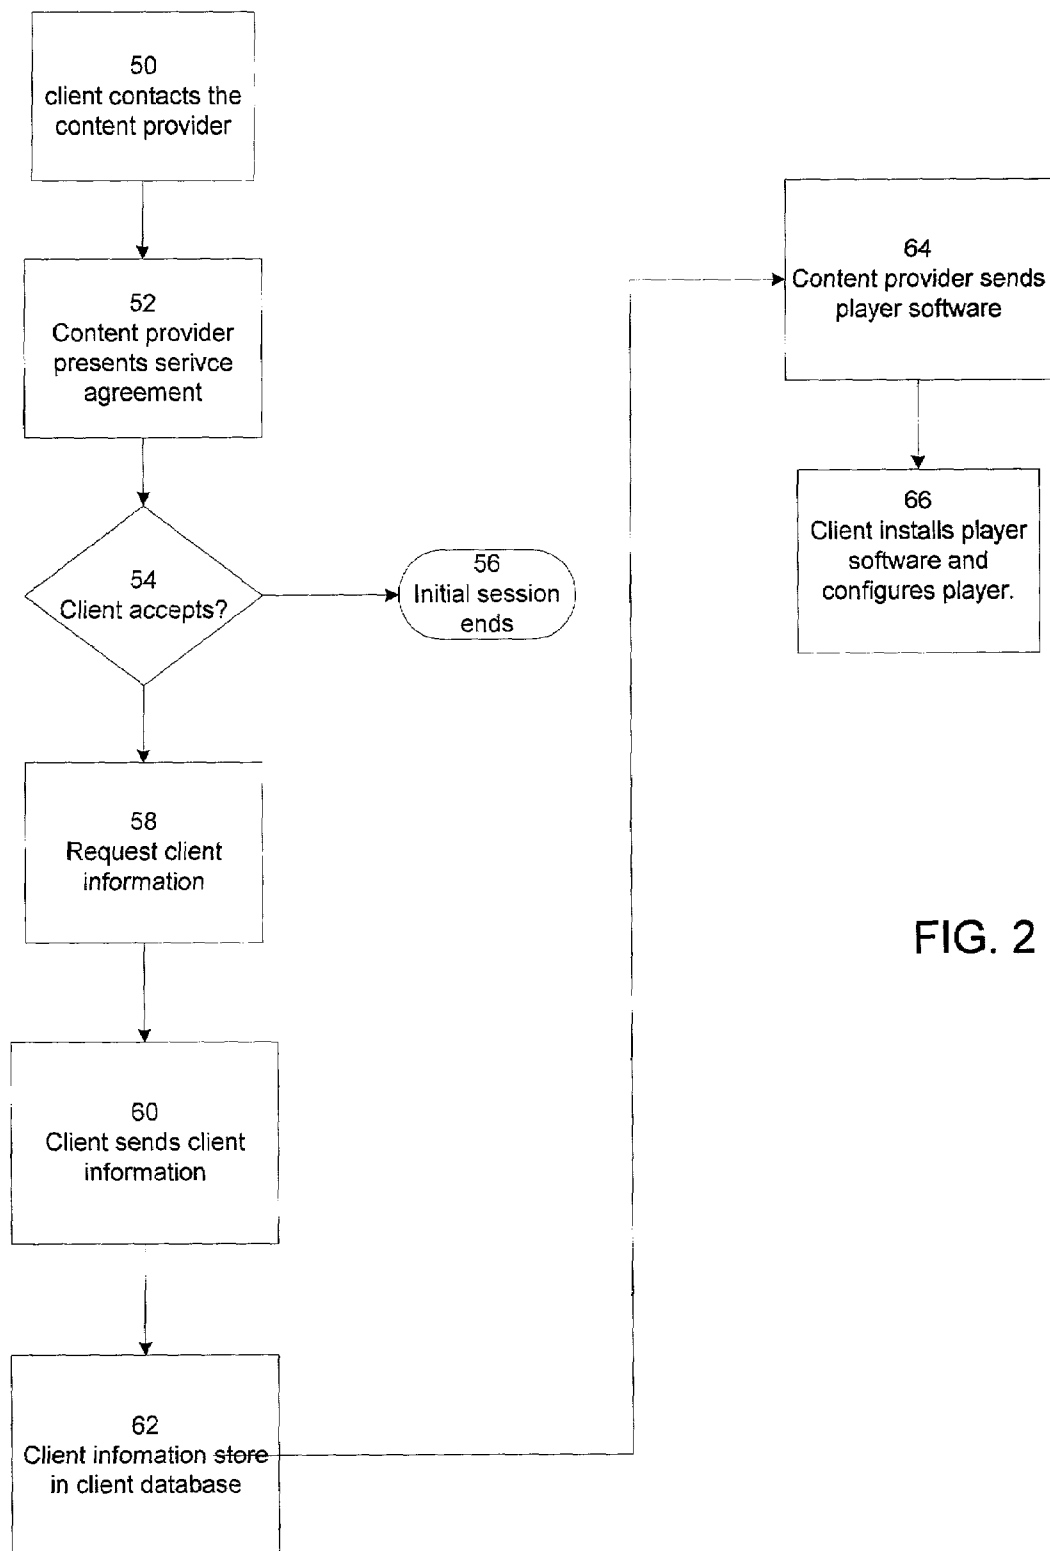 50
client contacts the
content provider
52
Content provider
presents serivce
agreement
54
Client accepts?
56
Initial session
ends
58
Request client
information
60
Client sends client
information
62
Client infomation store
in client database
64
Content provider sends
player software
66
Client installs player
software and
configures player.
FIG. 2